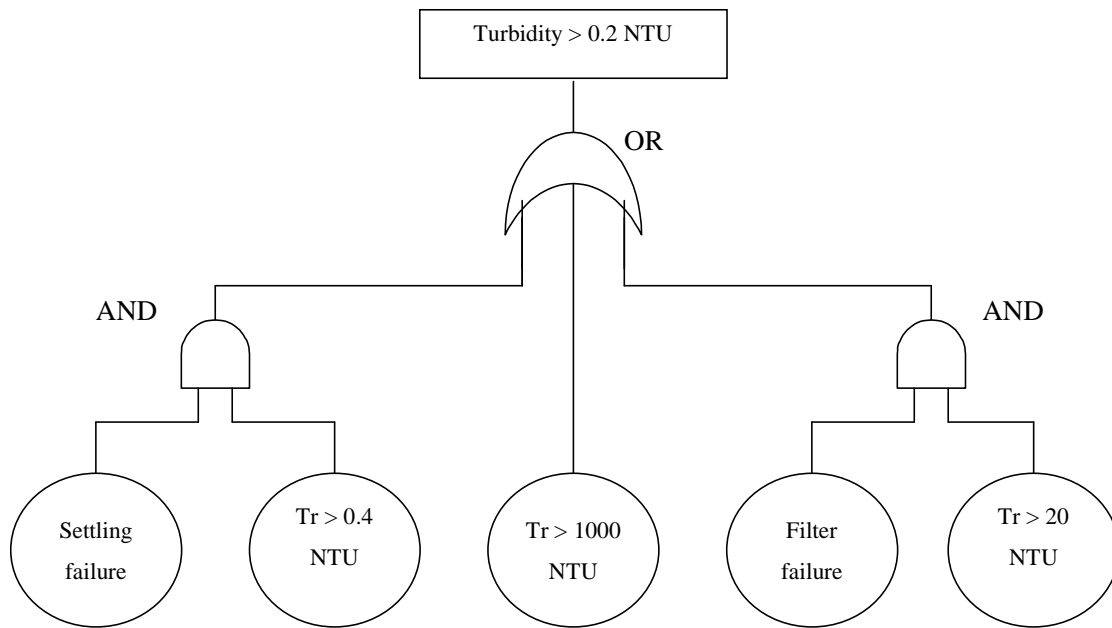 Turbidity > 0.2 NTU
OR
AND
AND
Settling
failure
Tr > 0.4
NTU
Tr > 1000
NTU
Filter
failure
Tr > 20
NTU